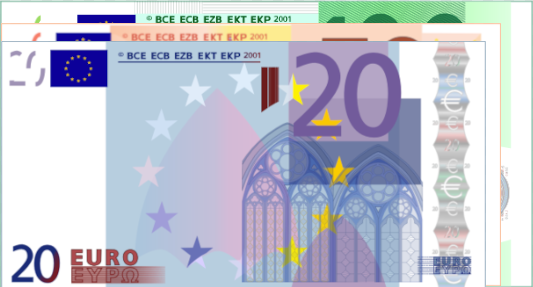 © BCE ECB EZB EKT EKP 2001
© BCE ECB EZB EKT EKP 2001
© BCE ECB EZB EKT EKP 2001
20
20 EURO
ΕΥΡΩ
EURO
ΕΥΡΩ